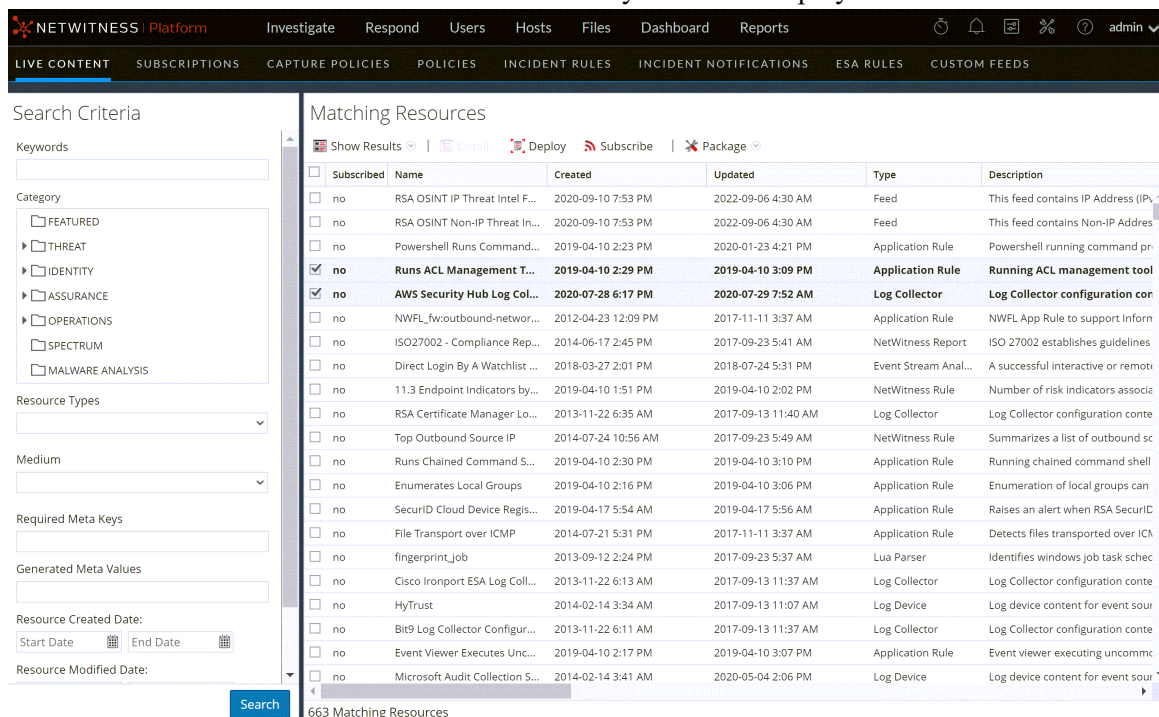 NETWITNESS Platform Investigate Respond Users Hosts Files Dashboard Reports admin
LIVE CONTENT SUBSCRIPTIONS CAPTURE POLICIES POLICIES INCIDENT RULES INCIDENT NOTIFICATIONS ESA RULES CUSTOM FEEDS
Search Criteria
Keywords
Category
FEATURED
THREAT
IDENTITY
ASSURANCE
OPERATIONS
SPECTRUM
MALWARE ANALYSIS
Resource Types
Medium
Required Meta Keys
Generated Meta Values
Resource Created Date:
Start Date End Date
Resource Modified Date:
Search
Matching Resources
Show Results Details Deploy Subscribe Package
Subscribed Name Created Updated Type Description
no RSA OSINT IP Threat Intel F... 2020-09-10 7:53 PM 2022-09-06 4:30 AM Feed This feed contains IP Address (IPv
no RSA OSINT Non-IP Threat In... 2020-09-10 7:53 PM 2022-09-06 4:30 AM Feed This feed contains Non-IP Addres
no Powershell Runs Command... 2019-04-10 2:23 PM 2020-01-23 4:21 PM Application Rule Powershell running command pr
no Runs ACL Management T... 2019-04-10 2:29 PM 2019-04-10 3:09 PM Application Rule Running ACL management tool
no AWS Security Hub Log Col... 2020-07-28 6:17 PM 2020-07-29 7:52 AM Log Collector Log Collector configuration con
no NWFL_fw:outbound-networ... 2012-04-23 12:09 PM 2017-11-11 3:37 AM Application Rule NWFL App Rule to support Inform
no ISO27002 - Compliance Rep... 2014-06-17 2:45 PM 2017-09-23 5:41 AM NetWitness Report ISO 27002 establishes guidelines
no Direct Login By A Watchlist ... 2018-03-27 2:01 PM 2018-07-24 5:31 PM Event Stream Anal... A successful interactive or remote
no 11.3 Endpoint Indicators by... 2019-04-10 1:51 PM 2019-04-10 2:02 PM NetWitness Rule Number of risk indicators associa
no RSA Certificate Manager Lo... 2013-11-22 6:35 AM 2017-09-13 11:40 AM Log Collector Log Collector configuration conte
no Top Outbound Source IP 2014-07-24 10:56 AM 2017-09-23 5:49 AM NetWitness Rule Summarizes a list of outbound so
no Runs Chained Command S... 2019-04-10 2:30 PM 2019-04-10 3:10 PM Application Rule Running chained command shell
no Enumerates Local Groups 2019-04-10 2:16 PM 2019-04-10 3:06 PM Application Rule Enumeration of local groups can
no SecurID Cloud Device Regis... 2019-04-17 5:54 AM 2019-04-17 5:56 AM Application Rule Raises an alert when RSA SecurID
no File Transport over ICMP 2014-07-21 5:31 PM 2017-11-11 3:37 AM Application Rule Detects files transported over ICM
no fingerprint_job 2013-09-12 2:24 PM 2017-09-23 5:37 AM Lua Parser Identifies windows job task sched
no Cisco Ironport ESA Log Coll... 2013-11-22 6:13 AM 2017-09-13 11:37 AM Log Collector Log Collector configuration conte
no HyTrust 2014-02-14 3:34 AM 2017-09-13 11:07 AM Log Device Log device content for event sour
no Bit9 Log Collector Configur... 2013-11-22 6:11 AM 2017-09-13 11:37 AM Log Collector Log Collector configuration conte
no Event Viewer Executes Unc... 2019-04-10 2:17 PM 2019-04-10 3:07 PM Application Rule Event viewer executing uncommo
no Microsoft Audit Collection S... 2014-02-14 3:41 AM 2020-05-04 2:06 PM Log Device Log device content for event sour
663 Matching Resources